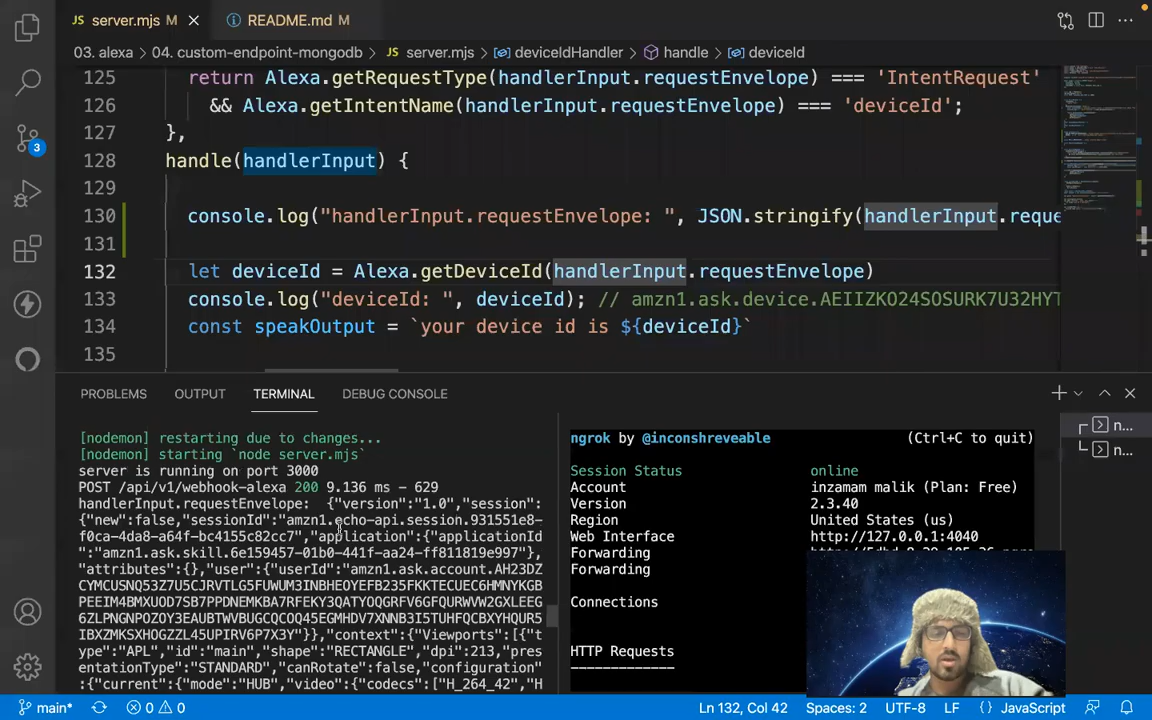 JS server.mjs M
README.md M
03. alexa > 04. custom-endpoint-mongodb > JS server.mjs > deviceIdHandler > handle > deviceId
125 return Alexa.getRequestType(handlerInput.requestEnvelope) === 'IntentRequest'
126 && Alexa.getIntentName(handlerInput.requestEnvelope) === 'deviceId';
127 },
128 handle(handlerInput) {
129
130 console.log("handlerInput.requestEnvelope: ", JSON.stringify(handlerInput.reque
131
132 let deviceId = Alexa.getDeviceId(handlerInput.requestEnvelope)
133 console.log("deviceId: ", deviceId); // amzn1.ask.device.AEIIZKO24SOSURK7U32HYT
134 const speakOutput = `your device id is ${deviceId}`
135
PROBLEMS OUTPUT TERMINAL DEBUG CONSOLE
[nodemon] restarting due to changes...
[nodemon] starting `node server.mjs`
server is running on port 3000
POST /api/v1/webhook-alexa 200 9.136 ms - 629
handlerInput.requestEnvelope:  {"version":"1.0","session":
{"new":false,"sessionId":"amzn1.echo-api.session.931551e8-
f0ca-4da8-a64f-bc4155c82cc7","application":{"applicationId
":"amzn1.ask.skill.6e159457-01b0-441f-aa24-ff811819e997"},
"attributes":{},"user":{"userId":"amzn1.ask.account.AH23DZ
CYMCUSNQ53Z7U5CJRVTLG5FUWUM3INBHEOYEFB235FKKTECUEC6HMNYKGB
PEEIM4BMXUOD7SB7PPDNEMKBA7RFEKY3QATYOQGRFV6GFQURWVW2GXLEEG
6ZLPNGNPOZOY3EAUBTWVBUGCQCOQ45EGMHDV7XNNB3I5TUHFQCBXYHQUR5
IBXZMKSXHOGZZL45UPIRV6P7X3Y"}},"context":{"Viewports":[{"t
ype":"APL","id":"main","shape":"RECTANGLE","dpi":213,"pres
entationType":"STANDARD","canRotate":false,"configuration"
:{"current":{"mode":"HUB","video":{"codecs":["H_264_42","H
ngrok by @inconshreveable (Ctrl+C to quit)
Session Status online
Account inzamam malik (Plan: Free)
Version 2.3.40
Region United States (us)
Web Interface http://127.0.0.1:4040
Forwarding
Forwarding
Connections
HTTP Requests
n...
n...
3
main* 0 0 Ln 132, Col 42 Spaces: 2 UTF-8 LF {} JavaScript